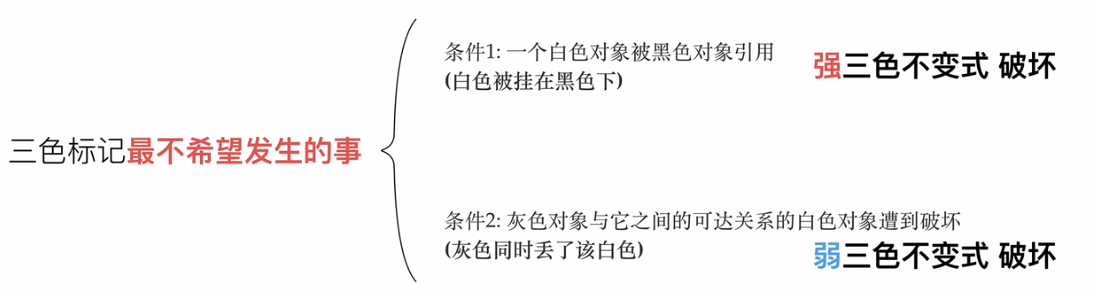 条件1: 一个白色对象被黑色对象引用
(白色被挂在黑色下)
强三色不变式 破坏
三色标记最不希望发生的事
条件2: 灰色对象与它之间的可达关系的白色对象遭到破坏
(灰色同时丢了该白色)
弱三色不变式 破坏